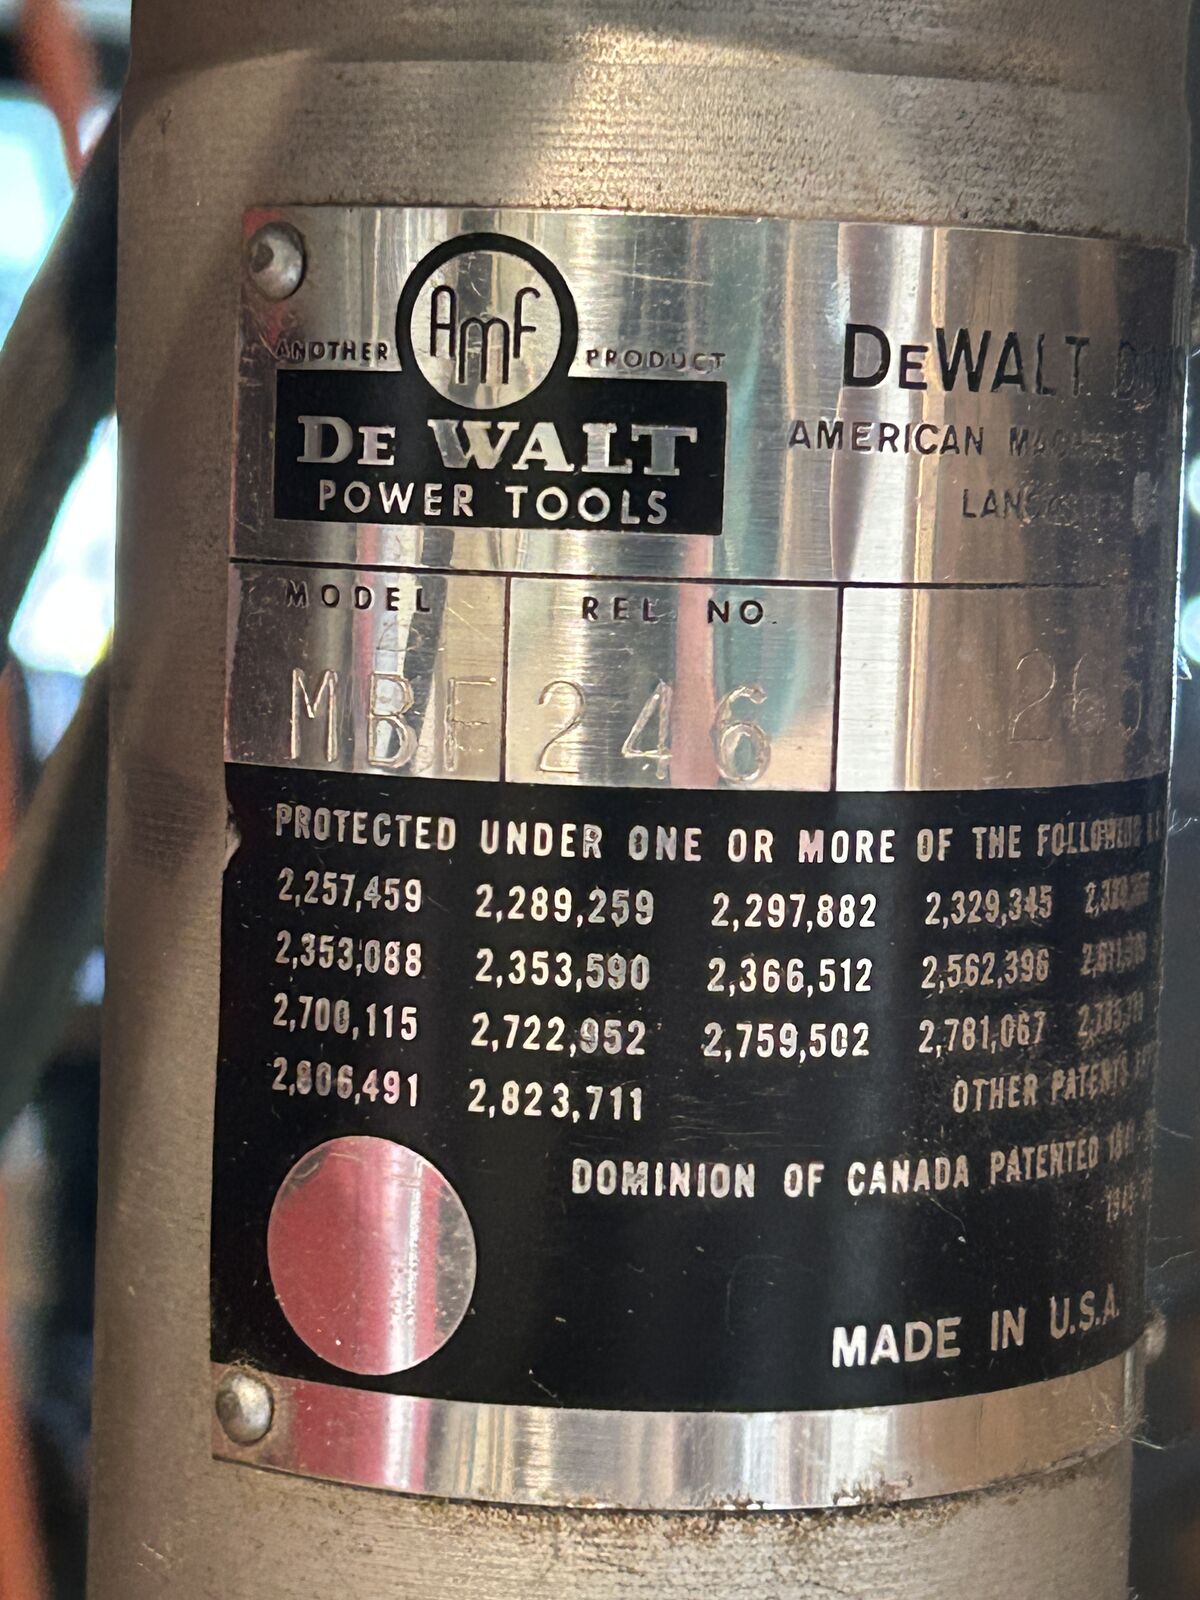 Amf
ANOTHER PRODUCT
DE WALT
POWER TOOLS
DEWALT
AMERICAN
MODEL REL. NO.
MBF 246
PROTECTED UNDER ONE OR MORE OF THE FOLLOWING
2,257,459 2,289,259 2,297,882 2,329,345
2,353,088 2,353,590 2,366,512 2,562,396
2,700,115 2,722,952 2,759,502 2,781,067
2,806,491 2,823,711 OTHER PATENTS
DOMINION OF CANADA PATENTED
MADE IN U.S.A.